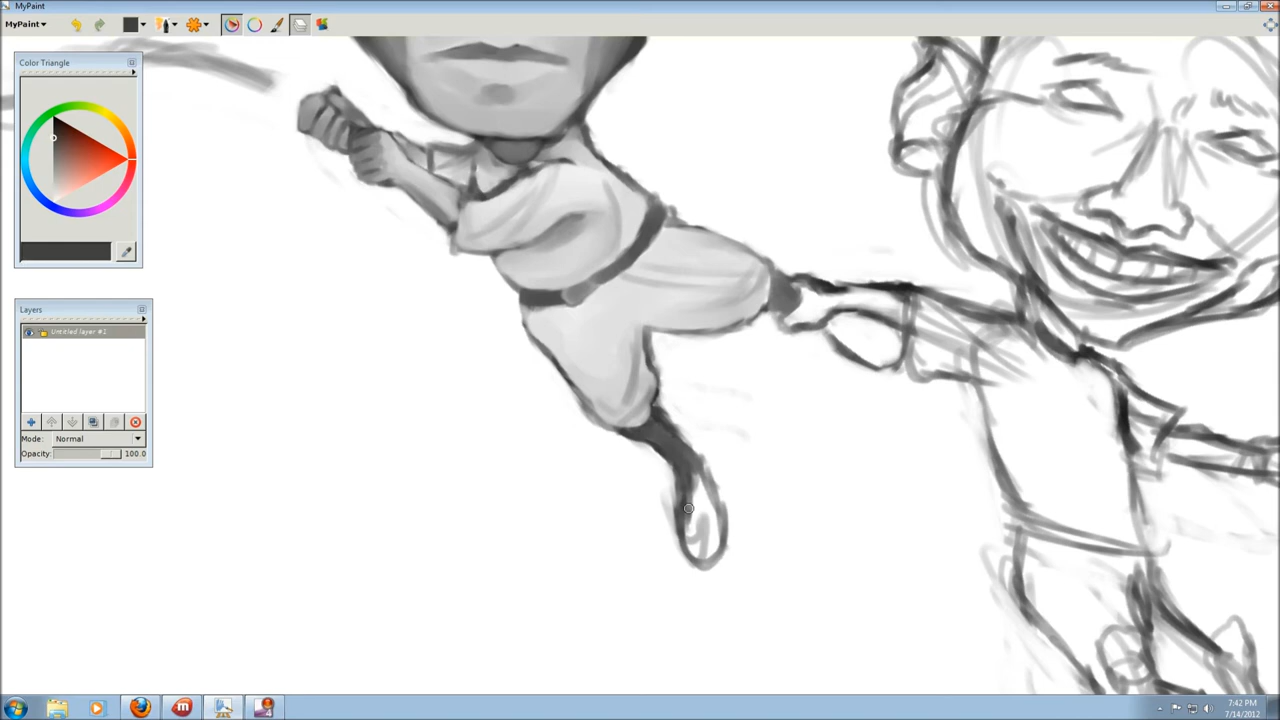 MyPaint
MyPaint
Color Triangle
Layers
Untitled layer #1
Mode: Normal
Opacity: 100.0
7:42 PM
7/14/2012